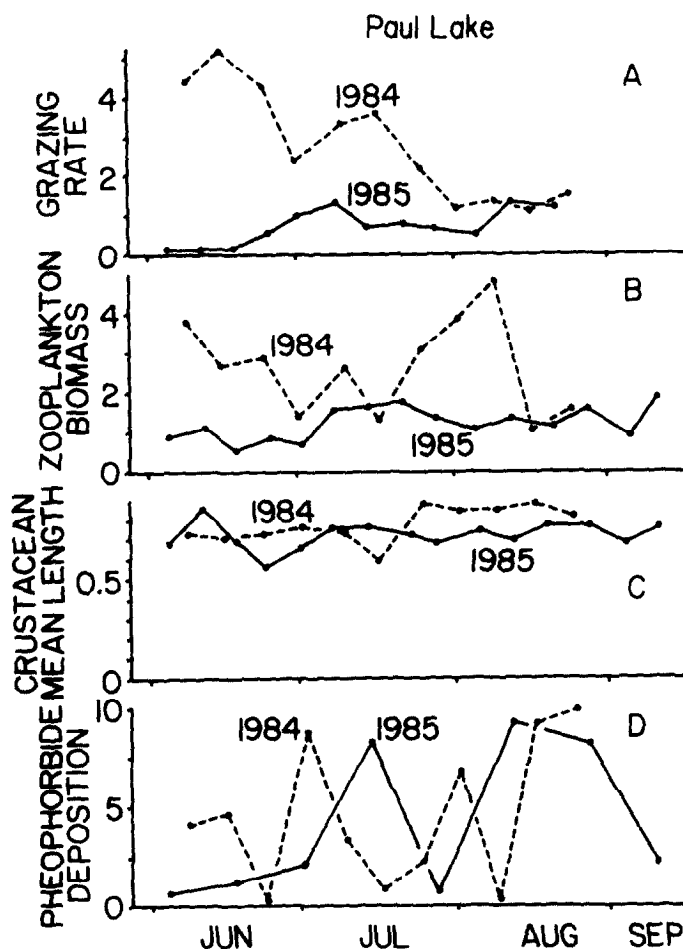 Paul Lake
GRAZING
RATE
4
2
0
1984
1985
A
ZOOPLANKTON
BIOMASS
4
2
0
1984
1985
B
CRUSTACEAN
MEAN LENGTH
0.5
0
1984
1985
C
PHEOPHORBIDE
DEPOSITION
10
5
0
1984
1985
D
JUN
JUL
AUG
SEP